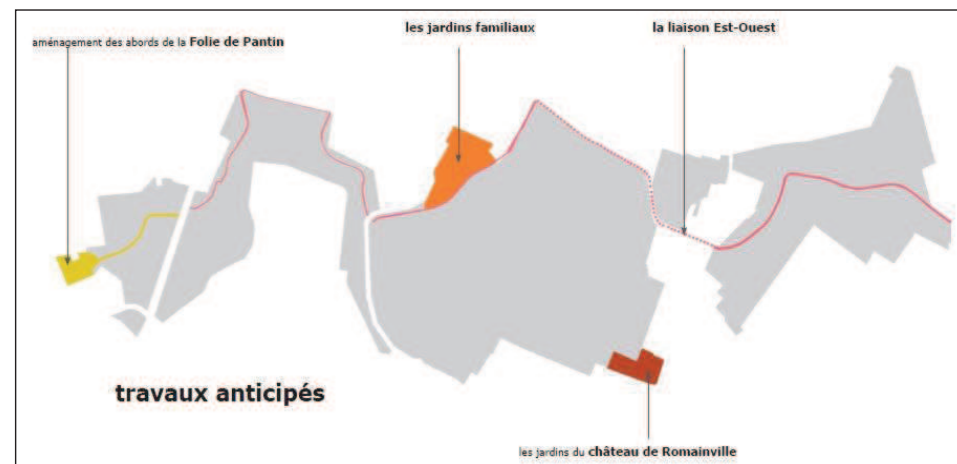 aménagement des abords de la Folie de Pantin
les jardins familiaux
la liaison Est-Ouest
travaux anticipés
les jardins du château de Romainville